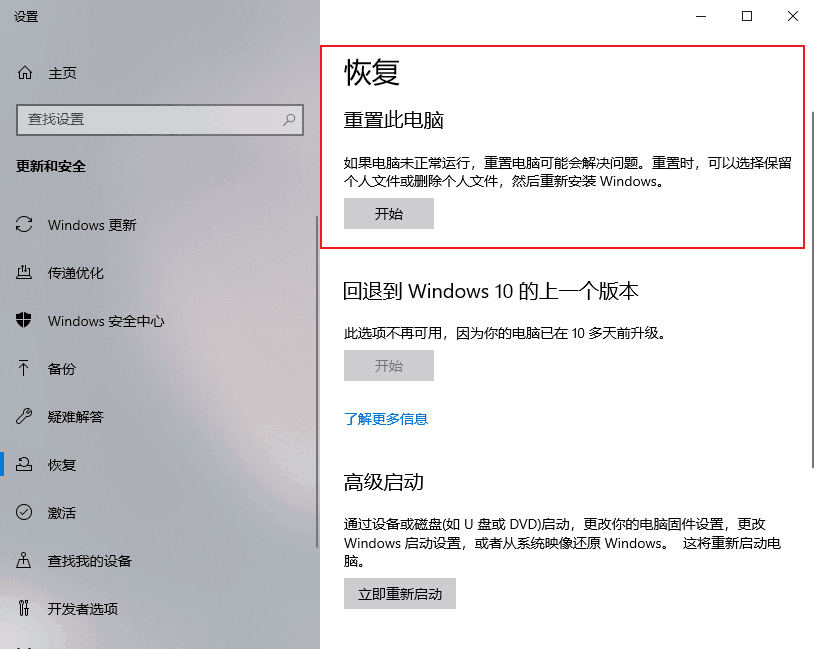 设置
主页
查找设置
更新和安全
Windows 更新
传递优化
Windows 安全中心
备份
疑难解答
恢复
激活
查找我的设备
开发者选项
恢复
重置此电脑
如果电脑未正常运行，重置电脑可能会解决问题。重置时，可以选择保留
个人文件或删除个人文件，然后重新安装 Windows。
开始
回退到 Windows 10 的上一个版本
此选项不再可用，因为你的电脑已在 10 多天前升级。
开始
了解更多信息
高级启动
通过设备或磁盘(如 U 盘或 DVD)启动，更改你的电脑固件设置，更改
Windows 启动设置，或者从系统映像还原 Windows。 这将重新启动电
脑。
立即重新启动